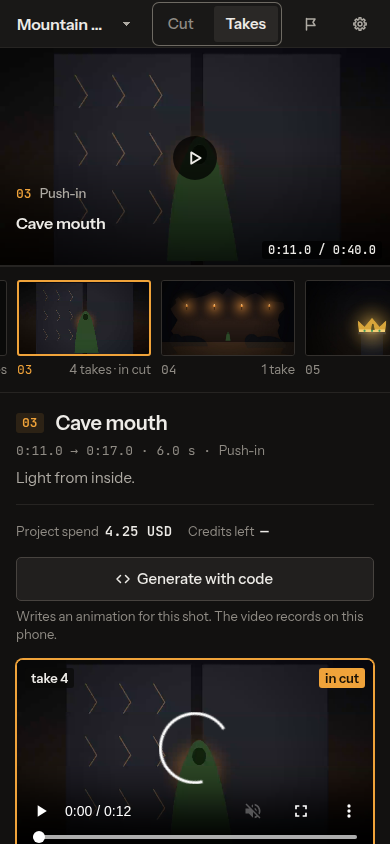 Mountain ...
Cut
Takes
03 Push-in
Cave mouth
0:11.0 / 0:40.0
s
03
4 takes · in cut
04
1 take
05
03 Cave mouth
0:11.0 → 0:17.0 · 6.0 s · Push-in
Light from inside.
Project spend 4.25 USD Credits left —
Generate with code
Writes an animation for this shot. The video records on this
phone.
take 4
in cut
0:00 / 0:12